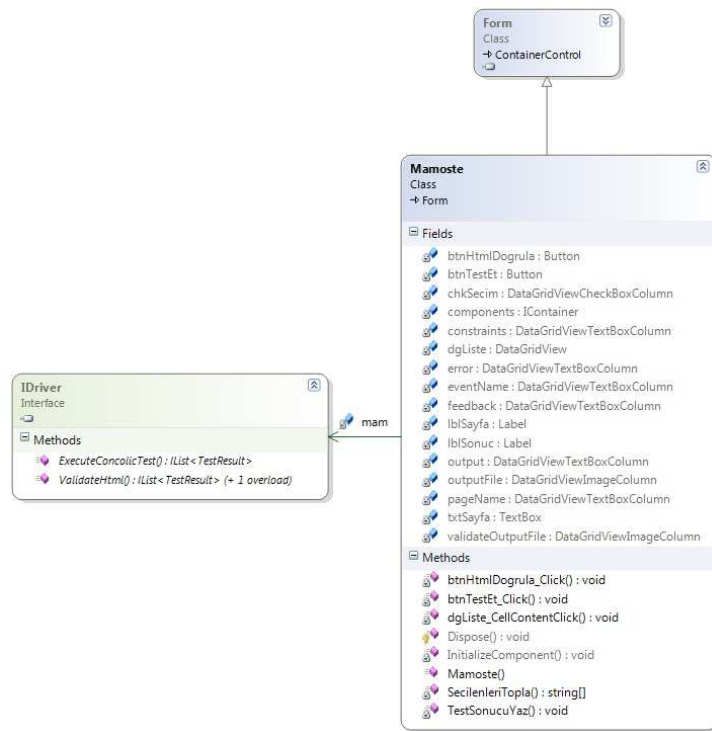 Form
Class
ContainerControl
Mamoste
Class
Form
Fields
btnHtmlDogrula : Button
btnTestEt : Button
chkSecim : DataGridViewCheckBoxColumn
components : IContainer
constraints : DataGridViewTextBoxColumn
dgListe : DataGridView
error : DataGridViewTextBoxColumn
eventName : DataGridViewTextBoxColumn
feedback : DataGridViewTextBoxColumn
lblSayfa : Label
lblSonuc : Label
output : DataGridViewTextBoxColumn
outputFile : DataGridViewImageColumn
pageName : DataGridViewTextBoxColumn
txtSayfa : TextBox
validateOutputFile : DataGridViewImageColumn
Methods
btnHtmlDogrula_Click() : void
btnTestEt_Click() : void
dgListe_CellContentClick() : void
Dispose() : void
InitializeComponent() : void
Mamoste()
SecilenleriTopla() : string[]
TestSonucuYaz() : void
mam
IDriver
Interface
Methods
ExecuteConcolicTest() : IList<TestResult>
ValidateHtml() : IList<TestResult> (+ 1 overload)